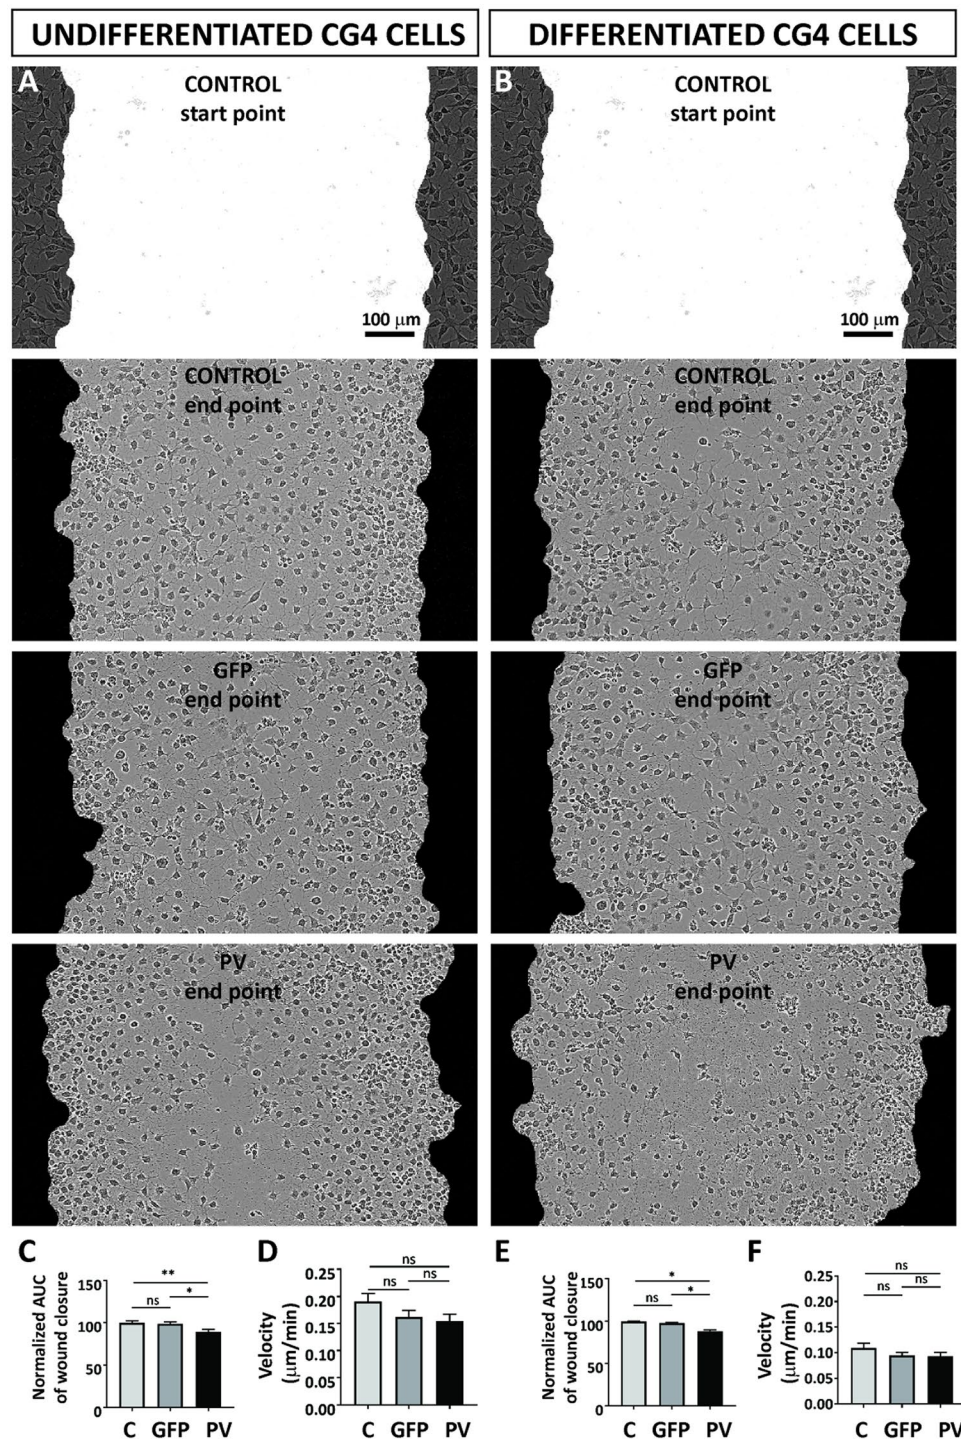 UNDIFFERENTIATED CG4 CELLS
DIFFERENTIATED CG4 CELLS
A
CONTROL
start point
100 μm
B
CONTROL
start point
100 μm
CONTROL
end point
CONTROL
end point
GFP
end point
GFP
end point
PV
end point
PV
end point
C
Normalized AUC
of wound closure
150
100
50
0
**
ns
*
C GFP PV
D
Velocity
(μm/min)
0.25
0.20
0.15
0.10
0.05
0.00
ns
ns
ns
C GFP PV
E
Normalized AUC
of wound closure
150
100
50
0
*
ns
*
C GFP PV
F
Velocity
(μm/min)
0.25
0.20
0.15
0.10
0.05
0.00
ns
ns
ns
C GFP PV